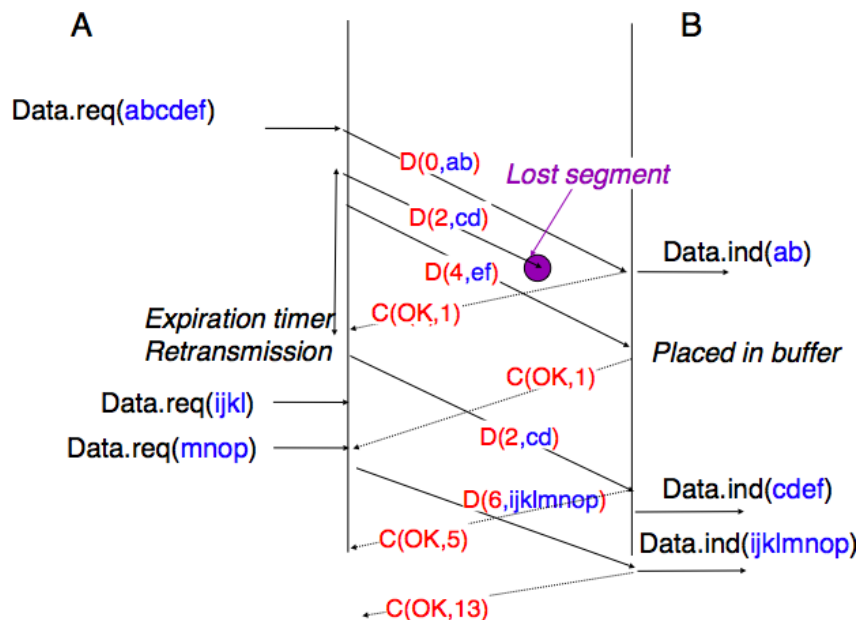 A
B
Data.req(abcdef)
D(0,ab)
Lost segment
D(2,cd)
Data.ind(ab)
D(4,ef)
C(OK,1)
Expiration timer
Retransmission
Placed in buffer
C(OK,1)
Data.req(ijkl)
D(2,cd)
Data.req(mnop)
Data.ind(cdef)
D(6,ijklmnop)
C(OK,5)
Data.ind(ijklmnop)
C(OK,13)